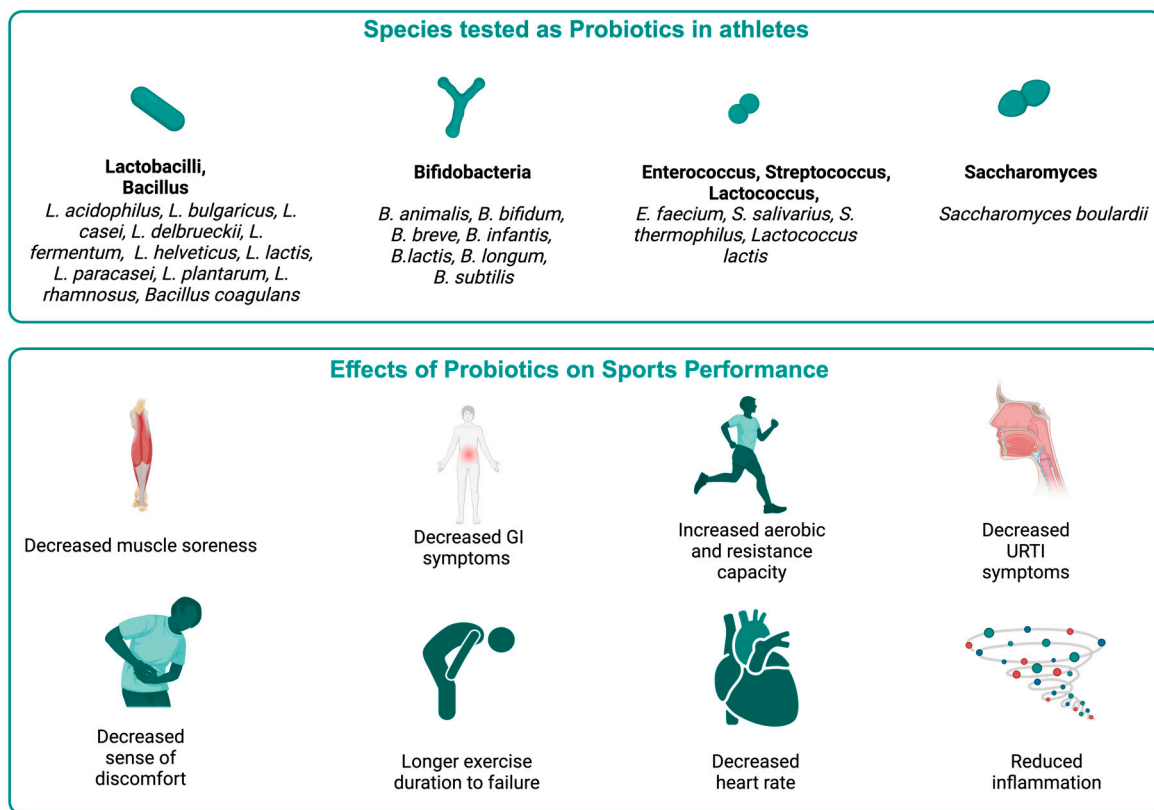 Species tested as Probiotics in athletes
Lactobacilli,
Bacillus
L. acidophilus, L. bulgaricus, L.
casei, L. delbrueckii, L.
fermentum, L. helveticus, L. lactis,
L. paracasei, L. plantarum, L.
rhamnosus, Bacillus coagulans
Bifidobacteria
B. animalis, B. bifidum,
B. breve, B. infantis,
B.lactis, B. longum,
B. subtilis
Enterococcus, Streptococcus,
Lactococcus,
E. faecium, S. salivarius, S.
thermophilus, Lactococcus
lactis
Saccharomyces
Saccharomyces boulardii
Effects of Probiotics on Sports Performance
Decreased muscle soreness
Decreased GI
symptoms
Increased aerobic
and resistance
capacity
Decreased
URTI
symptoms
Decreased
sense of
discomfort
Longer exercise
duration to failure
Decreased
heart rate
Reduced
inflammation